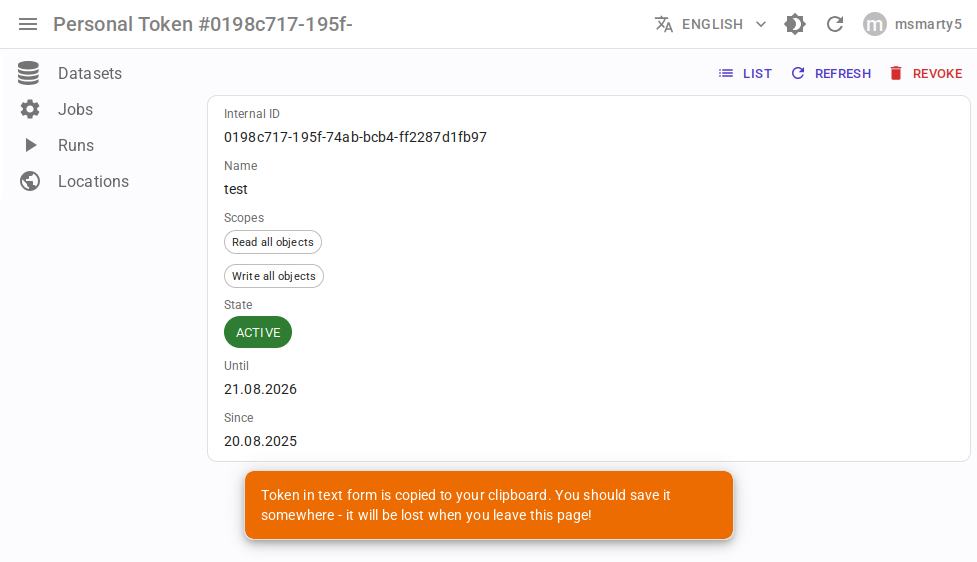 Personal Token #0198c717-195f-
ENGLISH
m
msmarty5
Datasets
Jobs
Runs
Locations
LIST
REFRESH
REVOKE
Internal ID
0198c717-195f-74ab-bcb4-ff2287d1fb97
Name
test
Scopes
Read all objects
Write all objects
State
ACTIVE
Until
21.08.2026
Since
20.08.2025
Token in text form is copied to your clipboard. You should save it
somewhere - it will be lost when you leave this page!